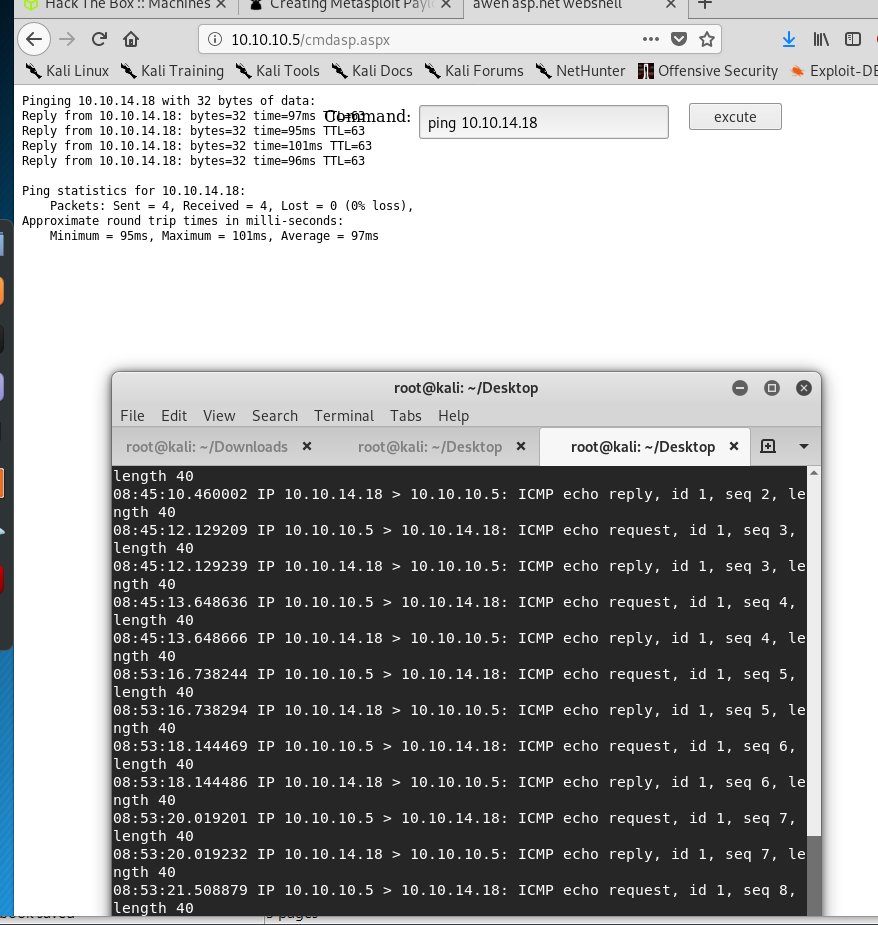 Hack The Box :: Machines
Creating Metasploit Paylo
awen asp.net webshell
10.10.10.5/cmdasp.aspx
Kali Linux
Kali Training
Kali Tools
Kali Docs
Kali Forums
NetHunter
Offensive Security
Exploit-DB
Pinging 10.10.14.18 with 32 bytes of data:
Reply from 10.10.14.18: bytes=32 time=97ms TTL=63
Command:
ping 10.10.14.18
excute
Reply from 10.10.14.18: bytes=32 time=95ms TTL=63
Reply from 10.10.14.18: bytes=32 time=101ms TTL=63
Reply from 10.10.14.18: bytes=32 time=96ms TTL=63
Ping statistics for 10.10.14.18:
Packets: Sent = 4, Received = 4, Lost = 0 (0% loss),
Approximate round trip times in milli-seconds:
Minimum = 95ms, Maximum = 101ms, Average = 97ms
root@kali: ~/Desktop
File Edit View Search Terminal Tabs Help
root@kali: ~/Downloads
root@kali: ~/Desktop
root@kali: ~/Desktop
length 40
08:45:10.460002 IP 10.10.14.18 > 10.10.10.5: ICMP echo reply, id 1, seq 2, le
ngth 40
08:45:12.129209 IP 10.10.10.5 > 10.10.14.18: ICMP echo request, id 1, seq 3,
length 40
08:45:12.129239 IP 10.10.14.18 > 10.10.10.5: ICMP echo reply, id 1, seq 3, le
ngth 40
08:45:13.648636 IP 10.10.10.5 > 10.10.14.18: ICMP echo request, id 1, seq 4,
length 40
08:45:13.648666 IP 10.10.14.18 > 10.10.10.5: ICMP echo reply, id 1, seq 4, le
ngth 40
08:53:16.738244 IP 10.10.10.5 > 10.10.14.18: ICMP echo request, id 1, seq 5,
length 40
08:53:16.738294 IP 10.10.14.18 > 10.10.10.5: ICMP echo reply, id 1, seq 5, le
ngth 40
08:53:18.144469 IP 10.10.10.5 > 10.10.14.18: ICMP echo request, id 1, seq 6,
length 40
08:53:18.144486 IP 10.10.14.18 > 10.10.10.5: ICMP echo reply, id 1, seq 6, le
ngth 40
08:53:20.019201 IP 10.10.10.5 > 10.10.14.18: ICMP echo request, id 1, seq 7,
length 40
08:53:20.019232 IP 10.10.14.18 > 10.10.10.5: ICMP echo reply, id 1, seq 7, le
ngth 40
08:53:21.508879 IP 10.10.10.5 > 10.10.14.18: ICMP echo request, id 1, seq 8,
length 40